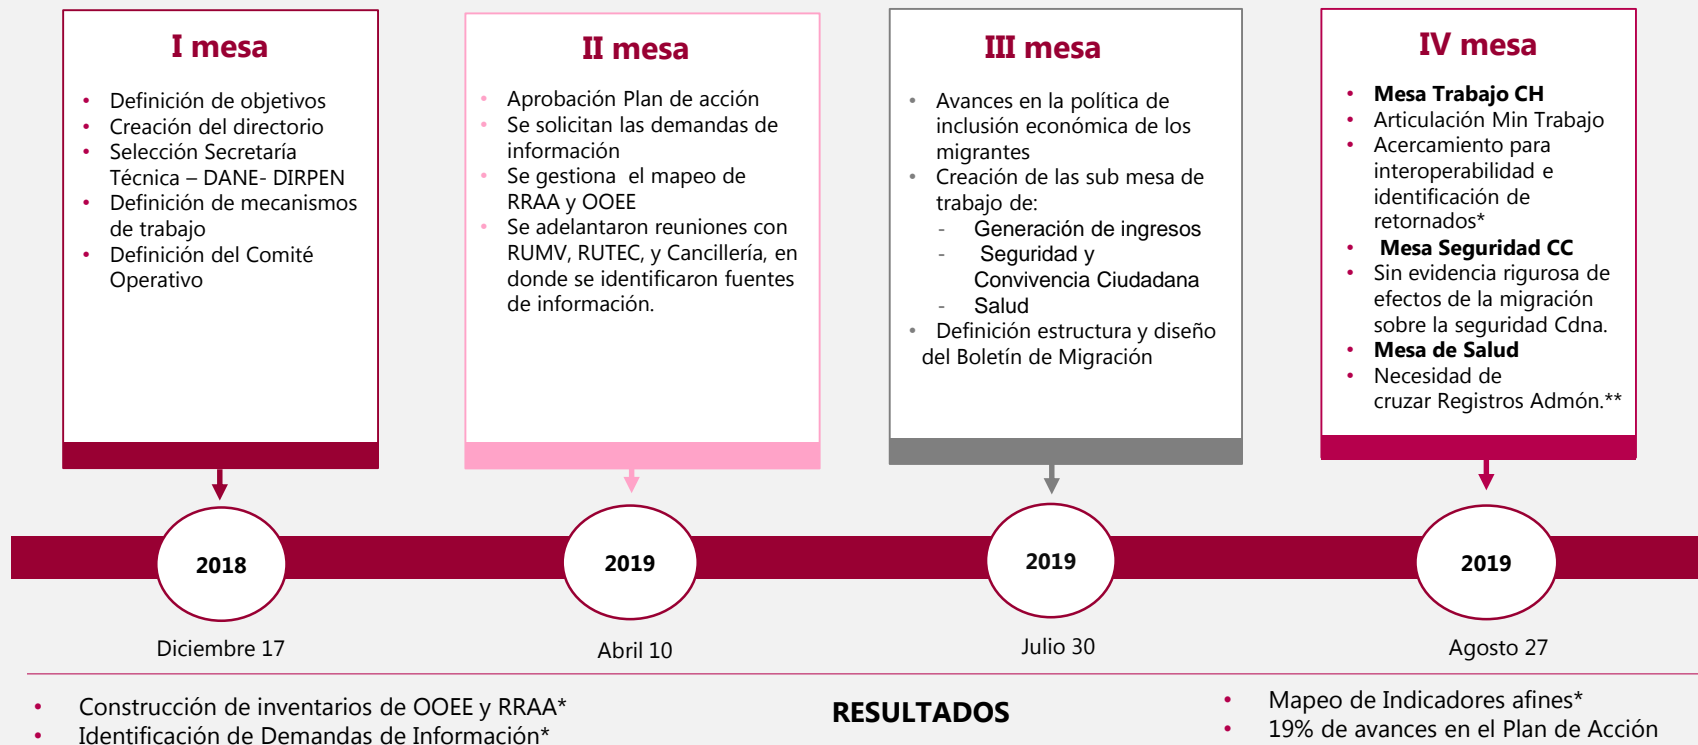 I mesa
• Definición de objetivos
• Creación del directorio
• Selección Secretaría
Técnica – DANE- DIRPEN
• Definición de mecanismos
de trabajo
• Definición del Comité
Operativo
II mesa
• Aprobación Plan de acción
• Se solicitan las demandas de
información
• Se gestiona el mapeo de
RRAA y OOEE
• Se adelantaron reuniones con
RUMV, RUTEC, y Cancillería, en
donde se identificaron fuentes
de información.
III mesa
• Avances en la política de
inclusión económica de los
migrantes
• Creación de las sub mesa de
trabajo de:
- Generación de ingresos
- Seguridad y
Convivencia Ciudadana
- Salud
• Definición estructura y diseño
del Boletín de Migración
IV mesa
• Mesa Trabajo CH
• Articulación Min Trabajo
• Acercamiento para
interoperabilidad e
identificación de
retornados*
• Mesa Seguridad CC
• Sin evidencia rigurosa de
efectos de la migración
sobre la seguridad Cdna.
• Mesa de Salud
• Necesidad de
cruzar Registros Admón.**
2018
2019
2019
2019
Diciembre 17
Abril 10
Julio 30
Agosto 27
• Construcción de inventarios de OOEE y RRAA*
• Identificación de Demandas de Información*
RESULTADOS
• Mapeo de Indicadores afines*
• 19% de avances en el Plan de Acción